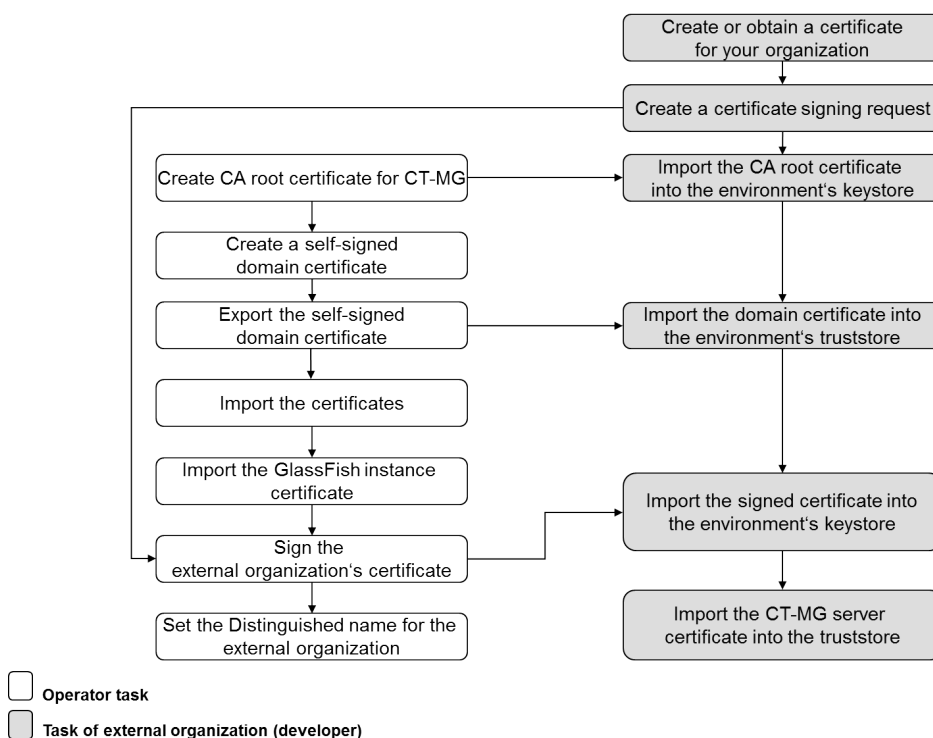 Create or obtain a certificate
for your organization
Create a certificate signing request
Create CA root certificate for CT-MG
Import the CA root certificate
into the environment‘s keystore
Create a self-signed
domain certificate
Export the self-signed
domain certificate
Import the domain certificate into
the environment‘s truststore
Import the certificates
Import the GlassFish instance
certificate
Import the signed certificate into
the environment's keystore
Sign the
external organization‘s certificate
Set the Distinguished name for the
external organization
Import the CT-MG server
certificate into the truststore
Operator task
Task of external organization (developer)